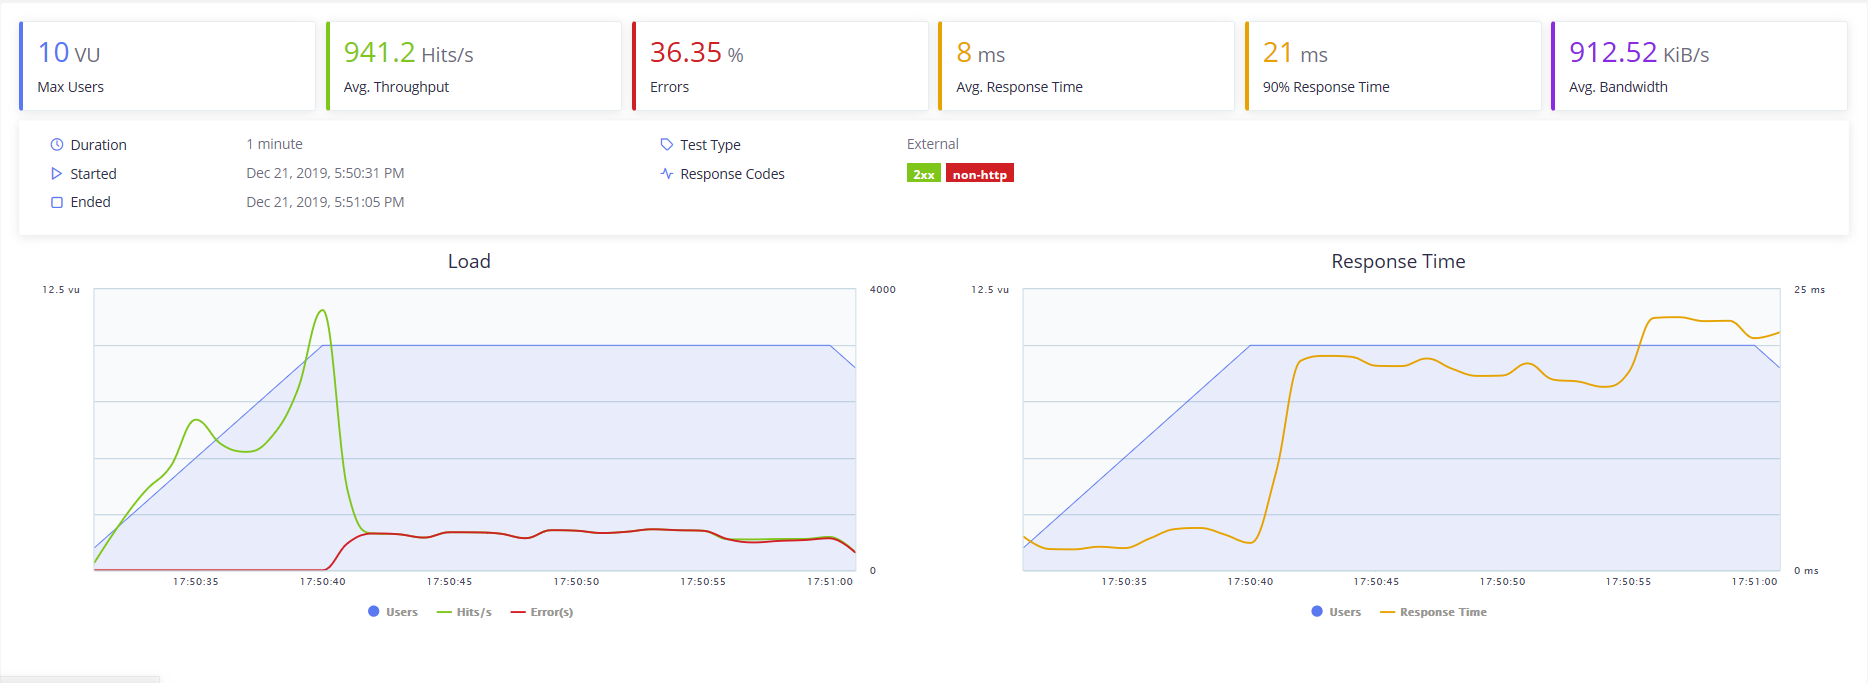 10 VU
Max Users
941.2 Hits/s
Avg. Throughput
36.35 %
Errors
8 ms
Avg. Response Time
21 ms
90% Response Time
912.52 KiB/s
Avg. Bandwidth
Duration 1 minute
Started Dec 21, 2019, 5:50:31 PM
Ended Dec 21, 2019, 5:51:05 PM
Test Type External
Response Codes 2xx non-http
Load
12.5 vu
4000
0
17:50:35 17:50:40 17:50:45 17:50:50 17:50:55 17:51:00
Users Hits/s Error(s)
Response Time
12.5 vu
25 ms
0 ms
17:50:35 17:50:40 17:50:45 17:50:50 17:50:55 17:51:00
Users Response Time